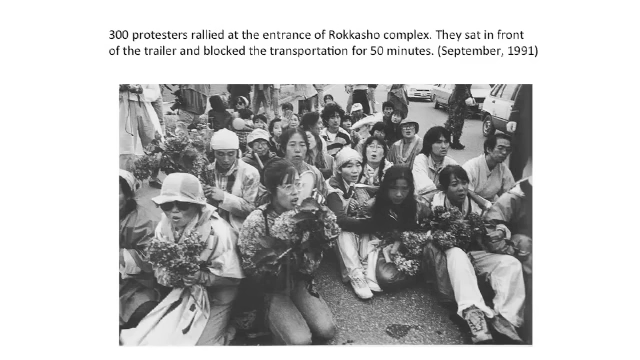 300 protesters rallied at the entrance of Rokkasho complex. They sat in front
of the trailer and blocked the transportation for 50 minutes. (September, 1991)